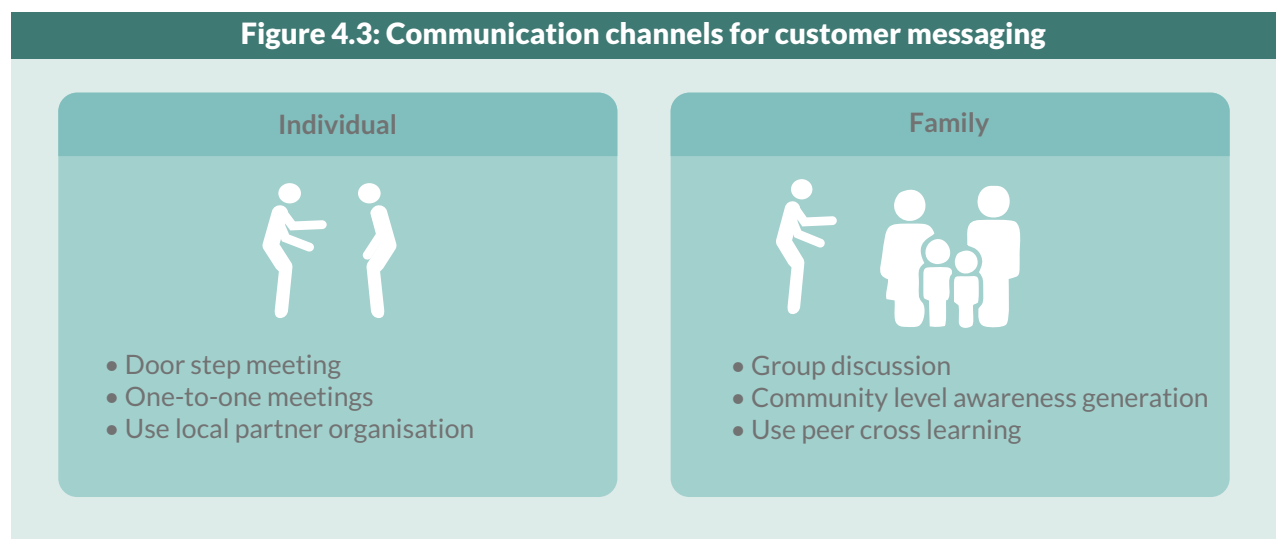 Figure 4.3: Communication channels for customer messaging
Individual
• Door step meeting
• One-to-one meetings
• Use local partner organisation
Family
• Group discussion
• Community level awareness generation
• Use peer cross learning